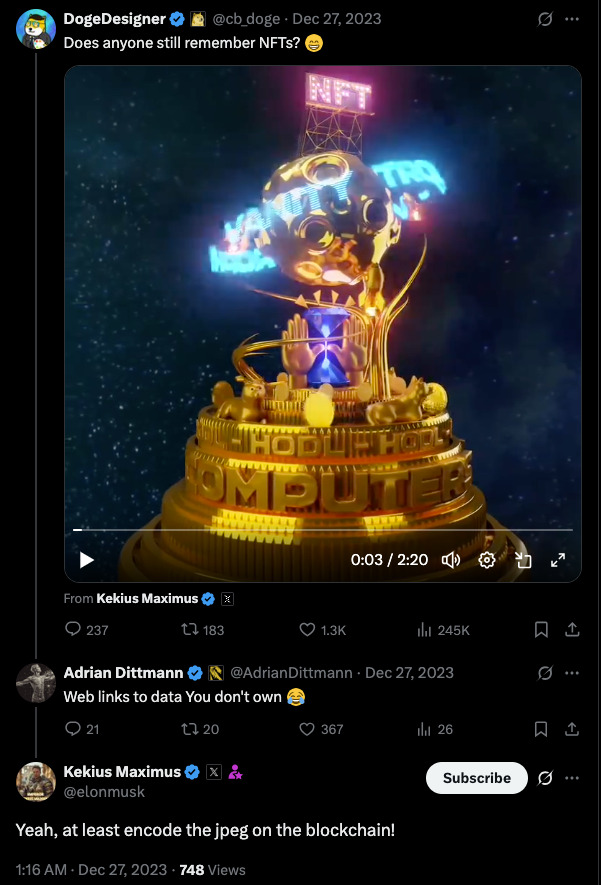 DogeDesigner @cb_doge · Dec 27, 2023
Does anyone still remember NFTs? 😁
NFT
VANITY
HODL HODL
COMPUTER
0:03 / 2:20
From Kekius Maximus
237 183 1.3K 245K
Adrian Dittmann @AdrianDittmann · Dec 27, 2023
Web links to data You don't own 😂
21 20 367 26
Kekius Maximus
@elonmusk
Subscribe
Yeah, at least encode the jpeg on the blockchain!
1:16 AM · Dec 27, 2023 · 748 Views